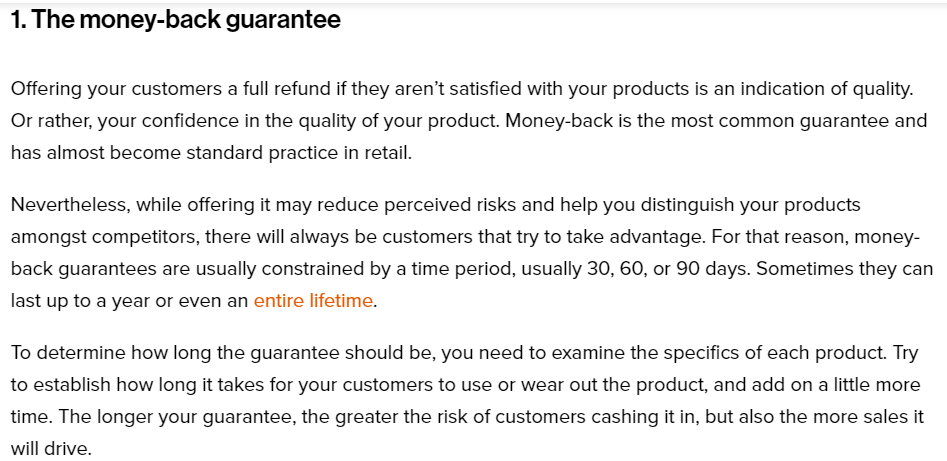 1. The money-back guarantee
Offering your customers a full refund if they aren’t satisfied with your products is an indication of quality.
Or rather, your confidence in the quality of your product. Money-back is the most common guarantee and
has almost become standard practice in retail.
Nevertheless, while offering it may reduce perceived risks and help you distinguish your products
amongst competitors, there will always be customers that try to take advantage. For that reason, money-
back guarantees are usually constrained by a time period, usually 30, 60, or 90 days. Sometimes they can
last up to a year or even an entire lifetime.
To determine how long the guarantee should be, you need to examine the specifics of each product. Try
to establish how long it takes for your customers to use or wear out the product, and add on a little more
time. The longer your guarantee, the greater the risk of customers cashing it in, but also the more sales it
will drive.